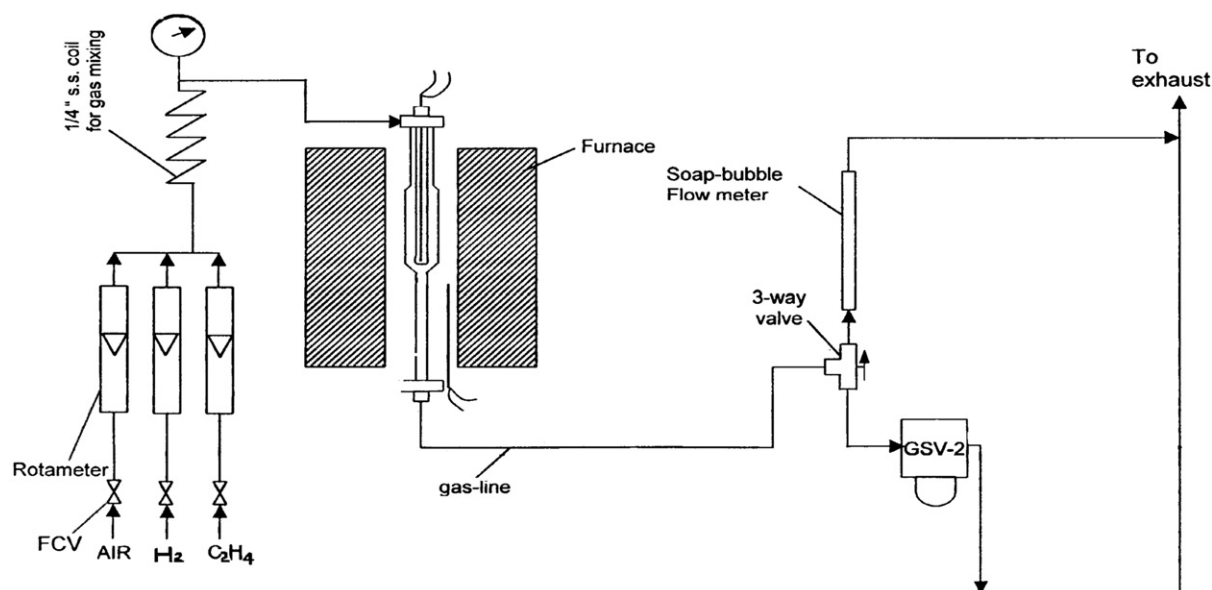 1/4" s.s. coil
for gas mixing
To
exhaust
Furnace
Soap-bubble
Flow meter
3-way
valve
Rotameter
GSV-2
gas-line
FCV
AIR
H2
C2H4